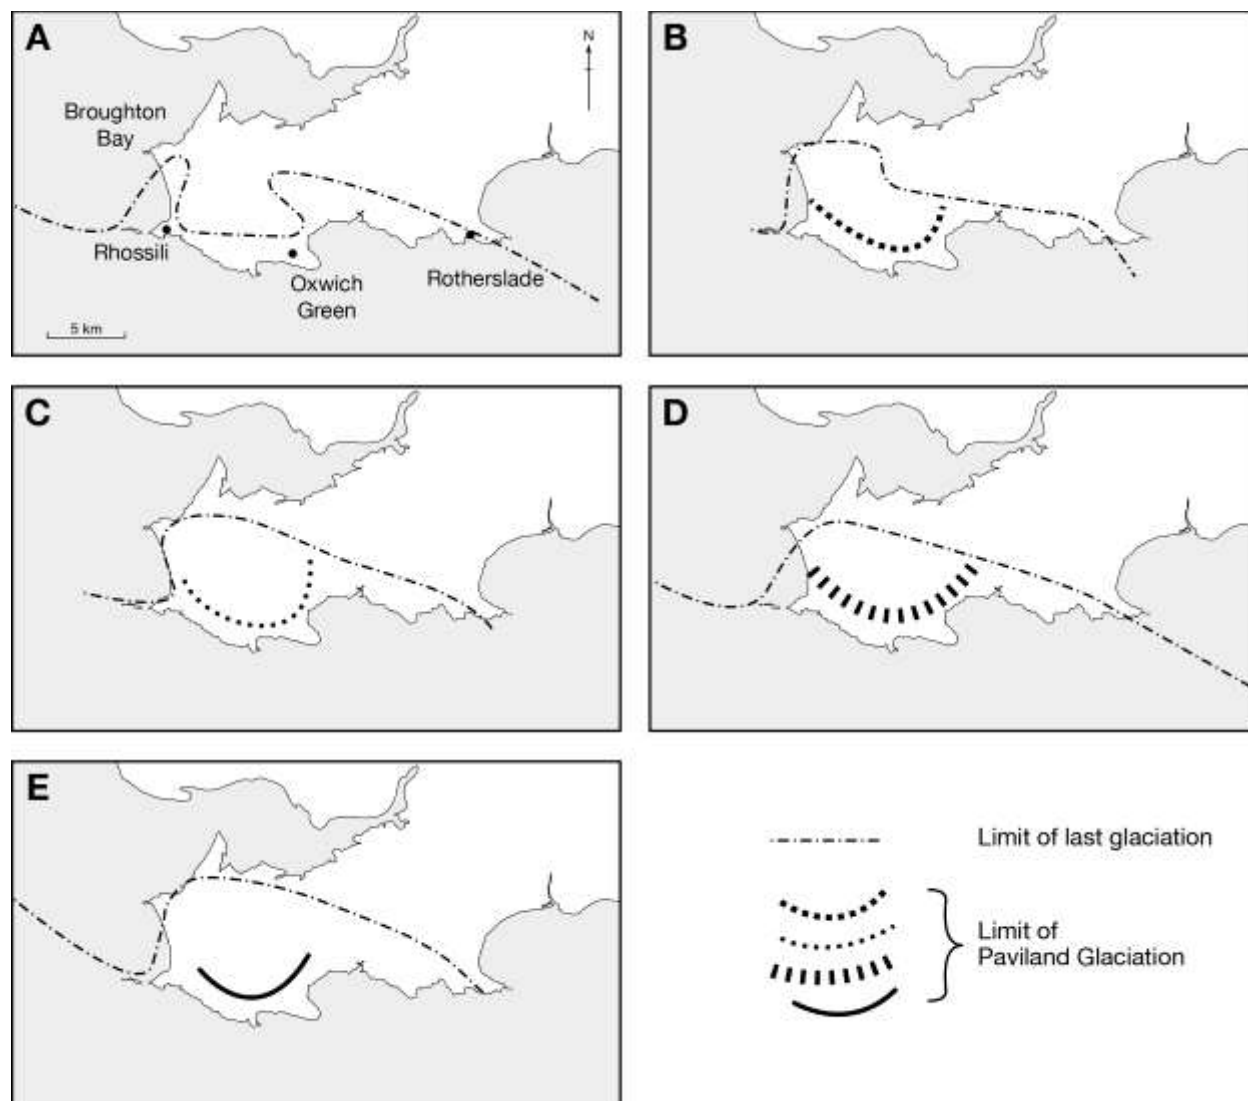 A
N
Broughton
Bay
Rhossili
Oxwich
Green
Rotherslade
5 km
B
C
D
E
Limit of last glaciation
Limit of
Paviland Glaciation